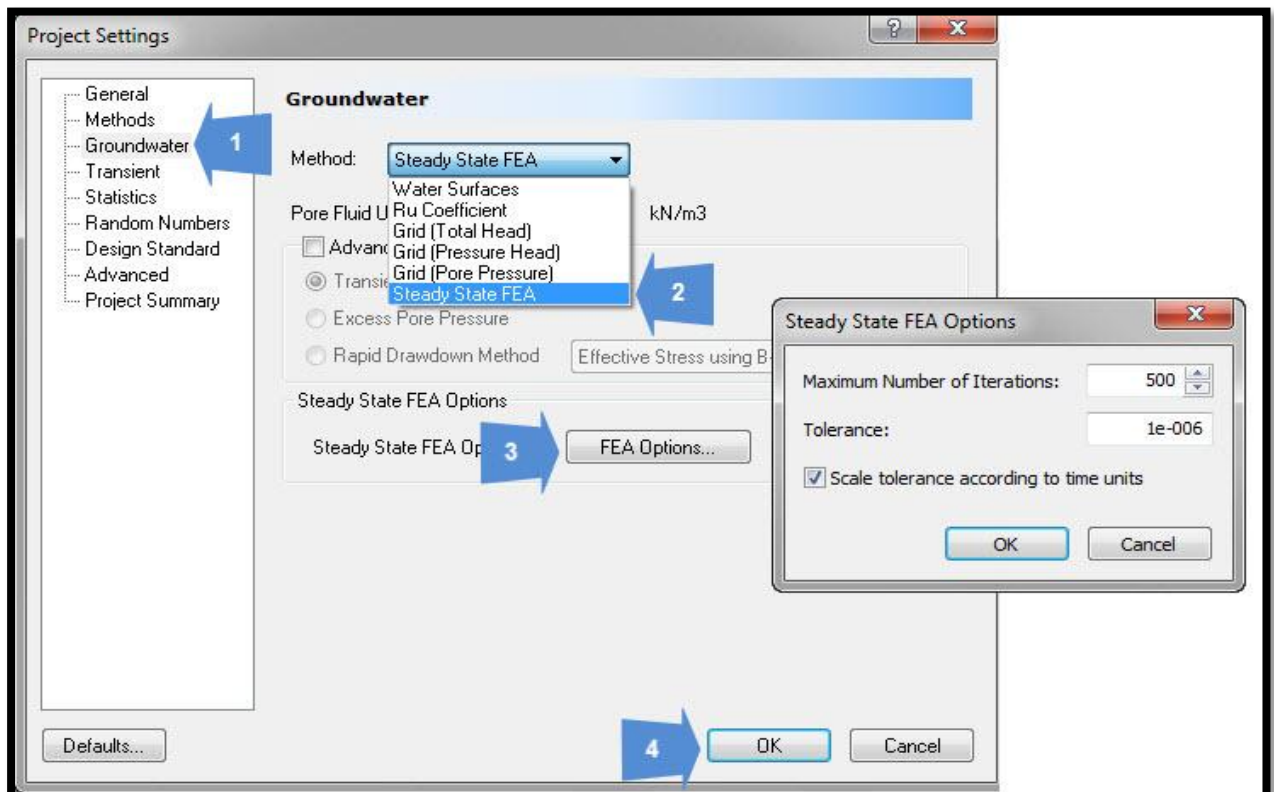 Project Settings
General
Methods
Groundwater
Transient
Statistics
Random Numbers
Design Standard
Advanced
Project Summary
1
Groundwater
Method: Steady State FEA
Water Surfaces
Ru Coefficient
Grid (Total Head)
Grid (Pressure Head)
Grid (Pore Pressure)
Steady State FEA
2
Pore Fluid U kN/m3
Advan
Transie
Excess Pore Pressure
Rapid Drawdown Method Effective Stress using B-
Steady State FEA Options
Steady State FEA Op 3 FEA Options...
Defaults... 4 OK Cancel
Steady State FEA Options
Maximum Number of Iterations: 500
Tolerance: 1e-006
Scale tolerance according to time units
OK Cancel